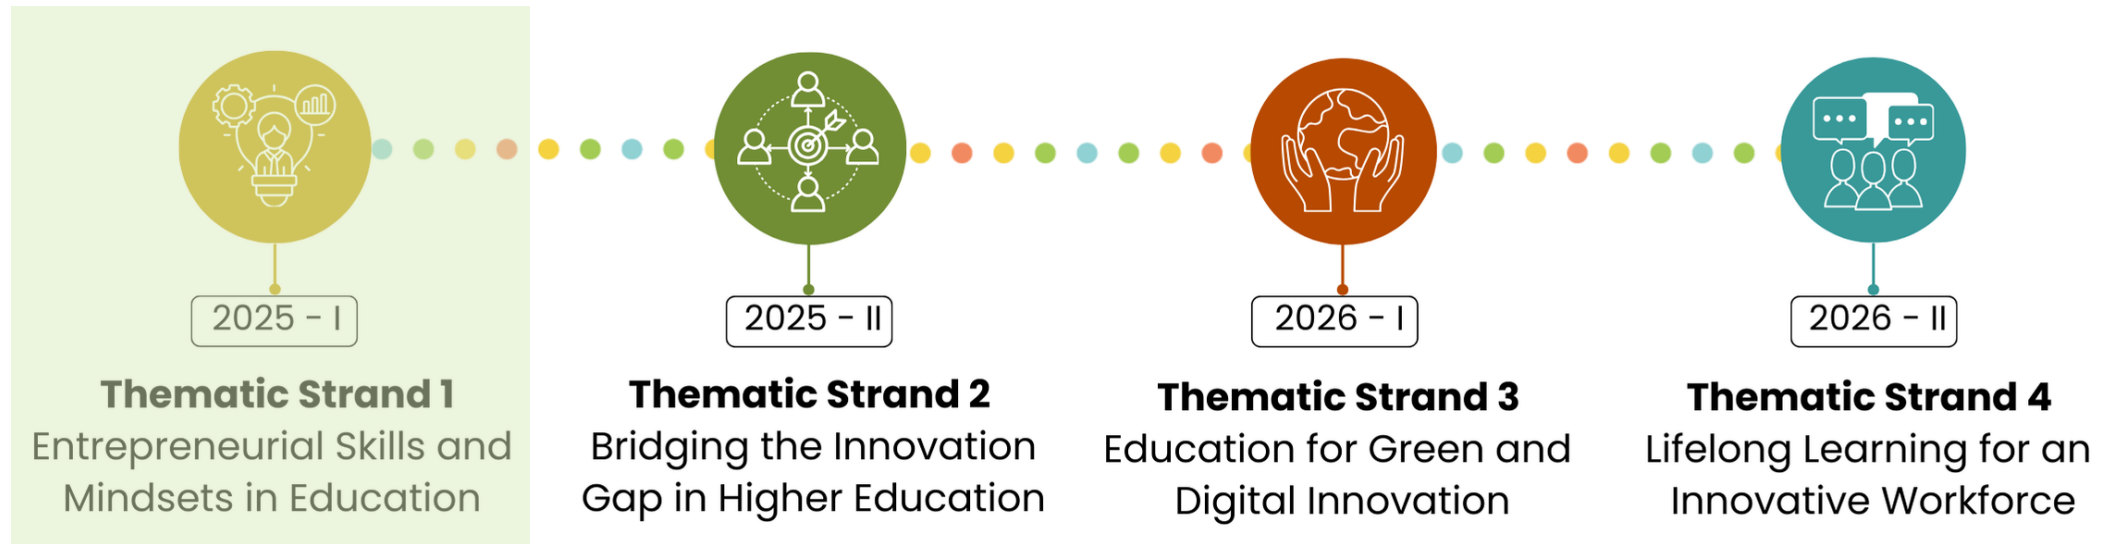 2025 - I
Thematic Strand 1
Entrepreneurial Skills and
Mindsets in Education
2025 - II
Thematic Strand 2
Bridging the Innovation
Gap in Higher Education
2026 - I
Thematic Strand 3
Education for Green and
Digital Innovation
2026 - II
Thematic Strand 4
Lifelong Learning for an
Innovative Workforce